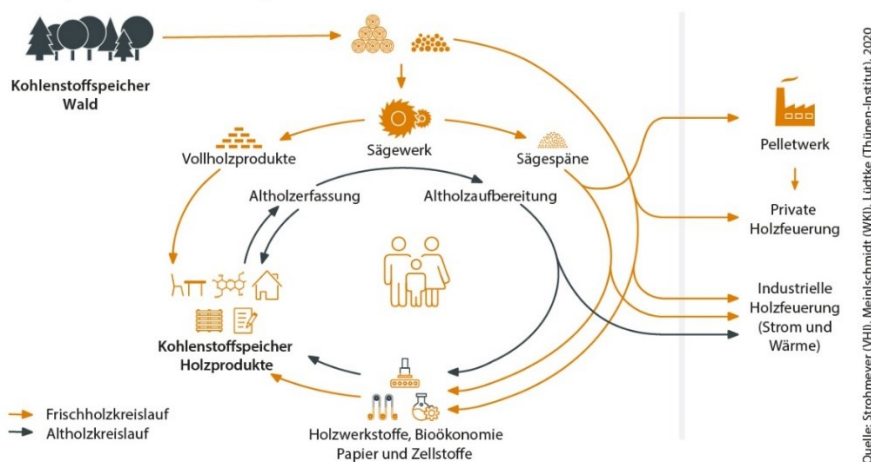 Kohlenstoffspeicher
Wald
Vollholzprodukte
Sägewerk
Sägespäne
Pelletwerk
Altholzerfassung
Altholzaufbereitung
Private
Holzfeuerung
Industrielle
Holzfeuerung
(Strom und
Wärme)
Kohlenstoffspeicher
Holzprodukte
Frischholzkreislauf
Altholzkreislauf
Holzwerkstoffe, Bioökonomie
Papier und Zellstoffe
Quelle: Strohmeyer (VHI), Meinlschmidt (WKI), Lüdtke (Thünen-Institut), 2020